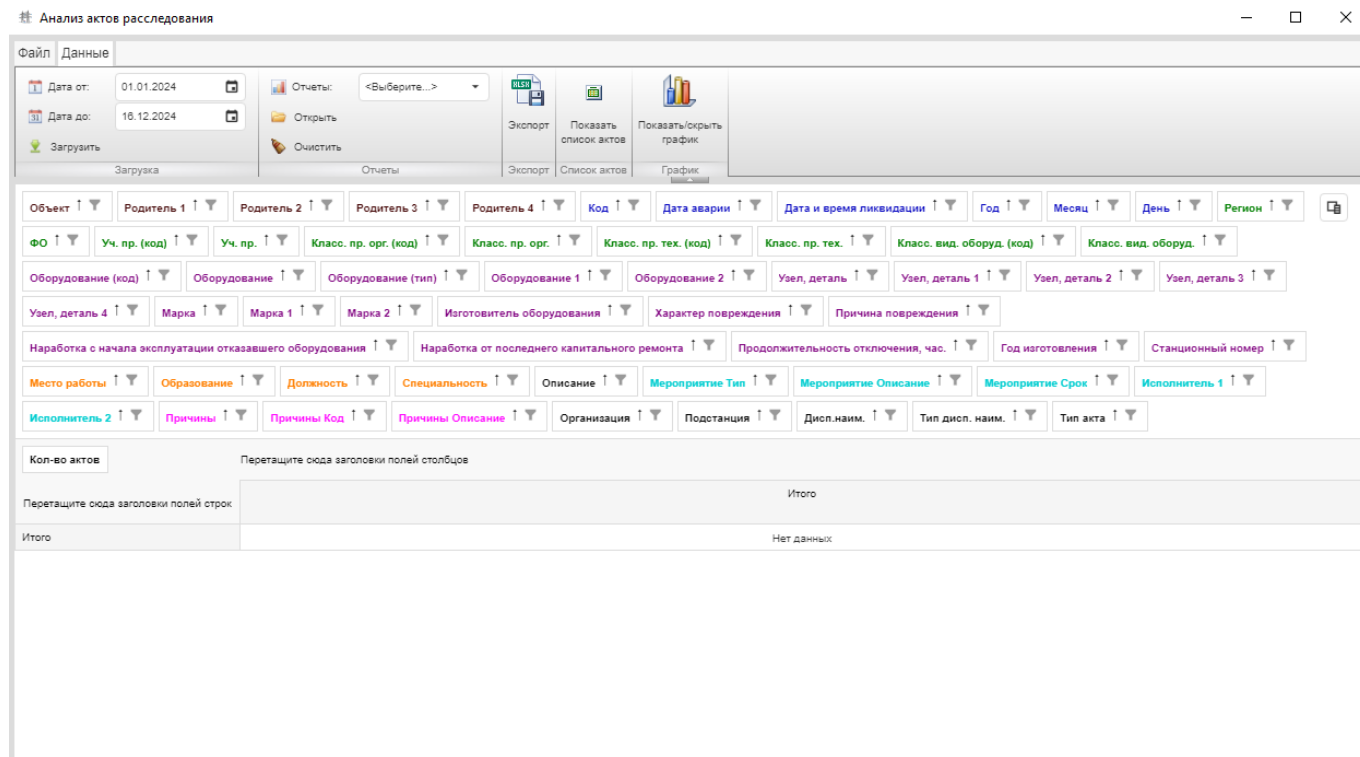 Анализ актов расследования
Файл Данные
Дата от: 01.01.2024 Отчеты: <Выберите...>
Дата до: 16.12.2024 Открыть
Загрузить Очистить
Экспорт Показать список актов Показать/скрыть график
Загрузка Отчеты Экспорт Список актов График
Объект Родитель 1 Родитель 2 Родитель 3 Родитель 4 Код Дата аварии Дата и время ликвидации Год Месяц День Регион
ФО Уч. пр. (код) Уч. пр. Класс. пр. орг. (код) Класс. пр. орг. Класс. пр. тех. (код) Класс. пр. тех. Класс. вид. оборуд. (код) Класс. вид. оборуд.
Оборудование (код) Оборудование Оборудование (тип) Оборудование 1 Оборудование 2 Узел, деталь Узел, деталь 1 Узел, деталь 2 Узел, деталь 3
Узел, деталь 4 Марка Марка 1 Марка 2 Изготовитель оборудования Характер повреждения Причина повреждения
Наработка с начала эксплуатации отказавшего оборудования Наработка от последнего капитального ремонта Продолжительность отключения, час. Год изготовления Станционный номер
Место работы Образование Должность Специальность Описание Мероприятие Тип Мероприятие Описание Мероприятие Срок Исполнитель 1
Исполнитель 2 Причины Причины Код Причины Описание Организация Подстанция Дисп.наим. Тип дисп. наим. Тип акта
Кол-во актов Перетащите сюда заголовки полей столбцов
Перетащите сюда заголовки полей строк Итого
Итого Нет данных